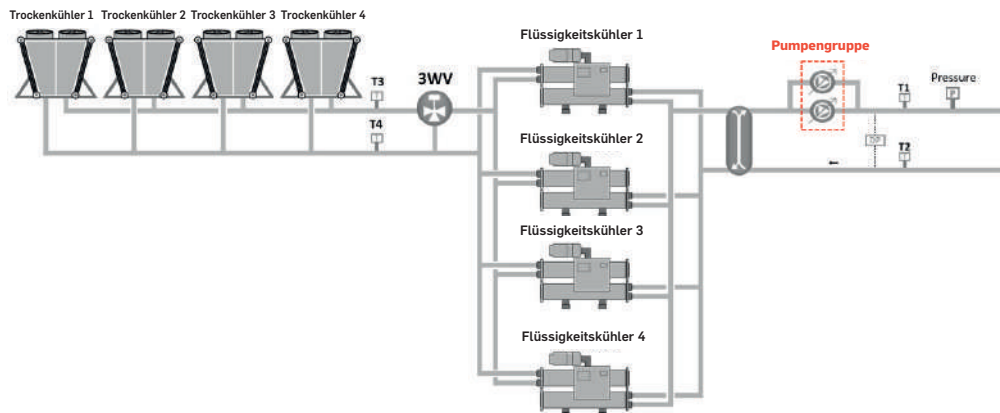 Trockenkühler 1 Trockenkühler 2 Trockenkühler 3 Trockenkühler 4
Flüssigkeitskühler 1
Pumpengruppe
T3
3WV
T1
Pressure
P
T4
Flüssigkeitskühler 2
DP
T2
Flüssigkeitskühler 3
Flüssigkeitskühler 4